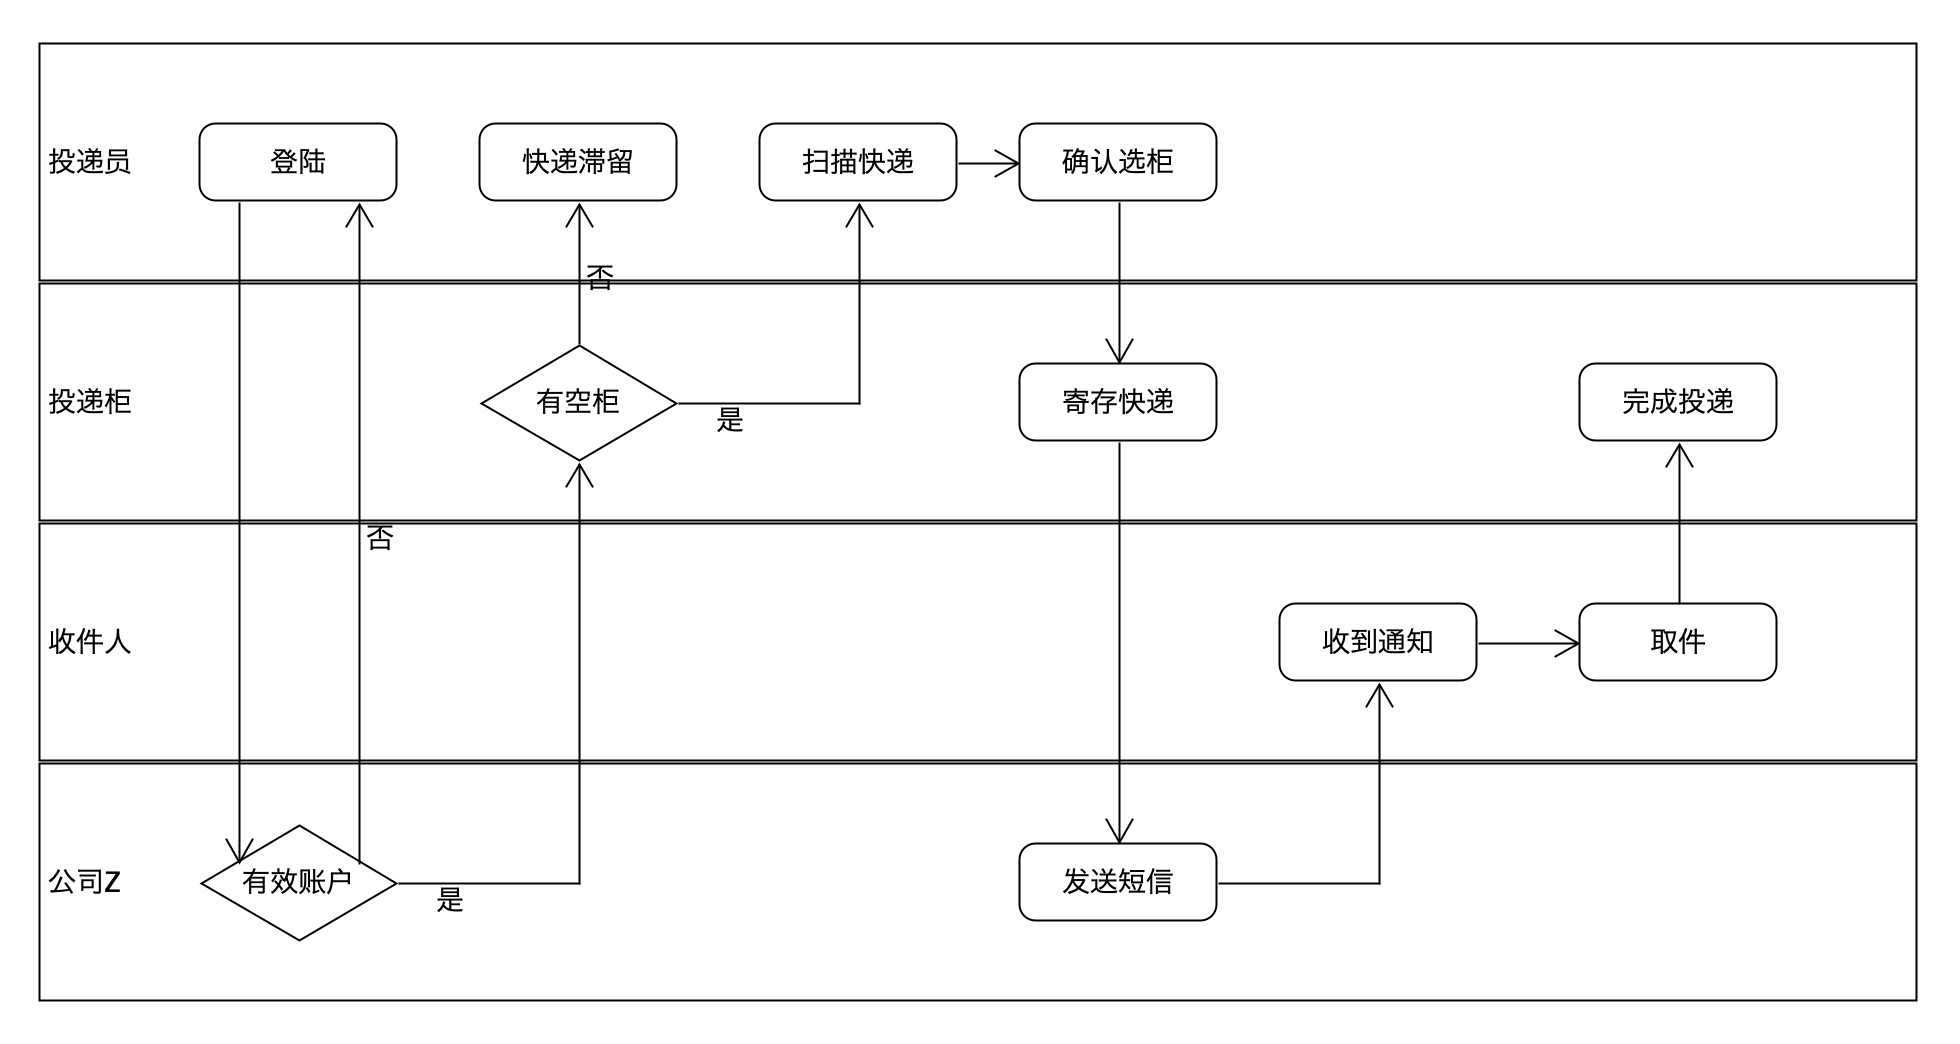 投递员
登陆
快递滞留
扫描快递
确认选柜
否
投递柜
有空柜
是
寄存快递
完成投递
否
收件人
收到通知
取件
公司Z
有效账户
是
发送短信